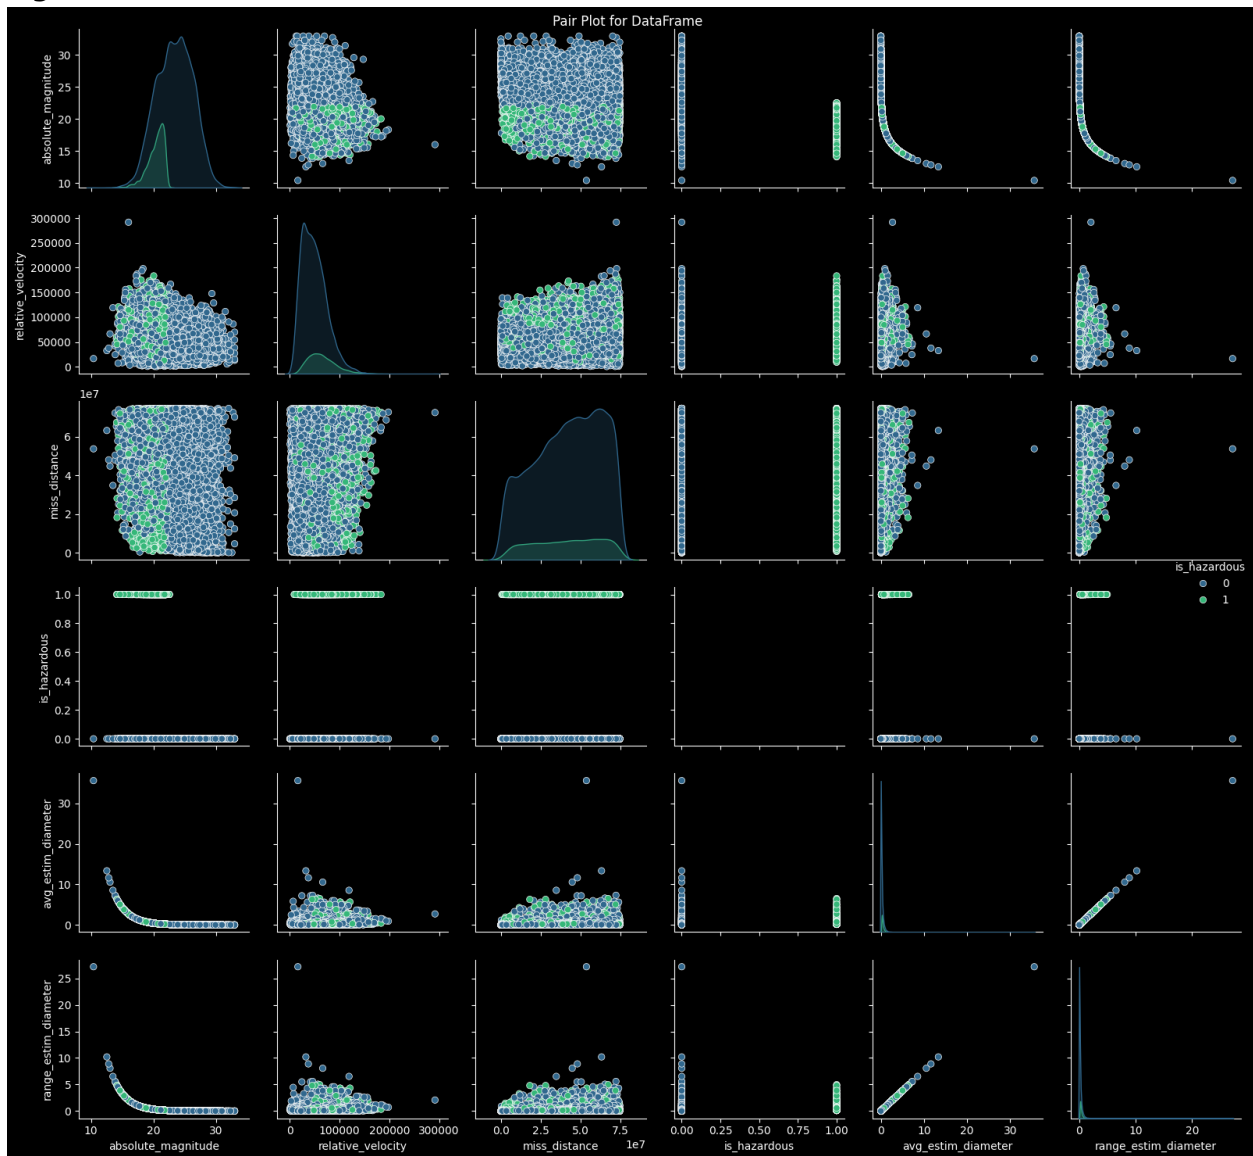 Pair Plot for DataFrame
absolute_magnitude
30
25
20
15
10
relative_velocity
300000
250000
200000
150000
100000
50000
0
1e7
miss_distance
6
4
2
0
is_hazardous
0
1
is_hazardous
1.0
0.8
0.6
0.4
0.2
0.0
avg_estim_diameter
30
20
10
0
range_estim_diameter
25
20
15
10
5
0
10 20 30
absolute_magnitude
0 100000 200000 300000
relative_velocity
0.0 2.5 5.0 7.5
miss_distance 1e7
0.00 0.25 0.50 0.75 1.00
is_hazardous
0 10 20 30
avg_estim_diameter
0 10 20
range_estim_diameter